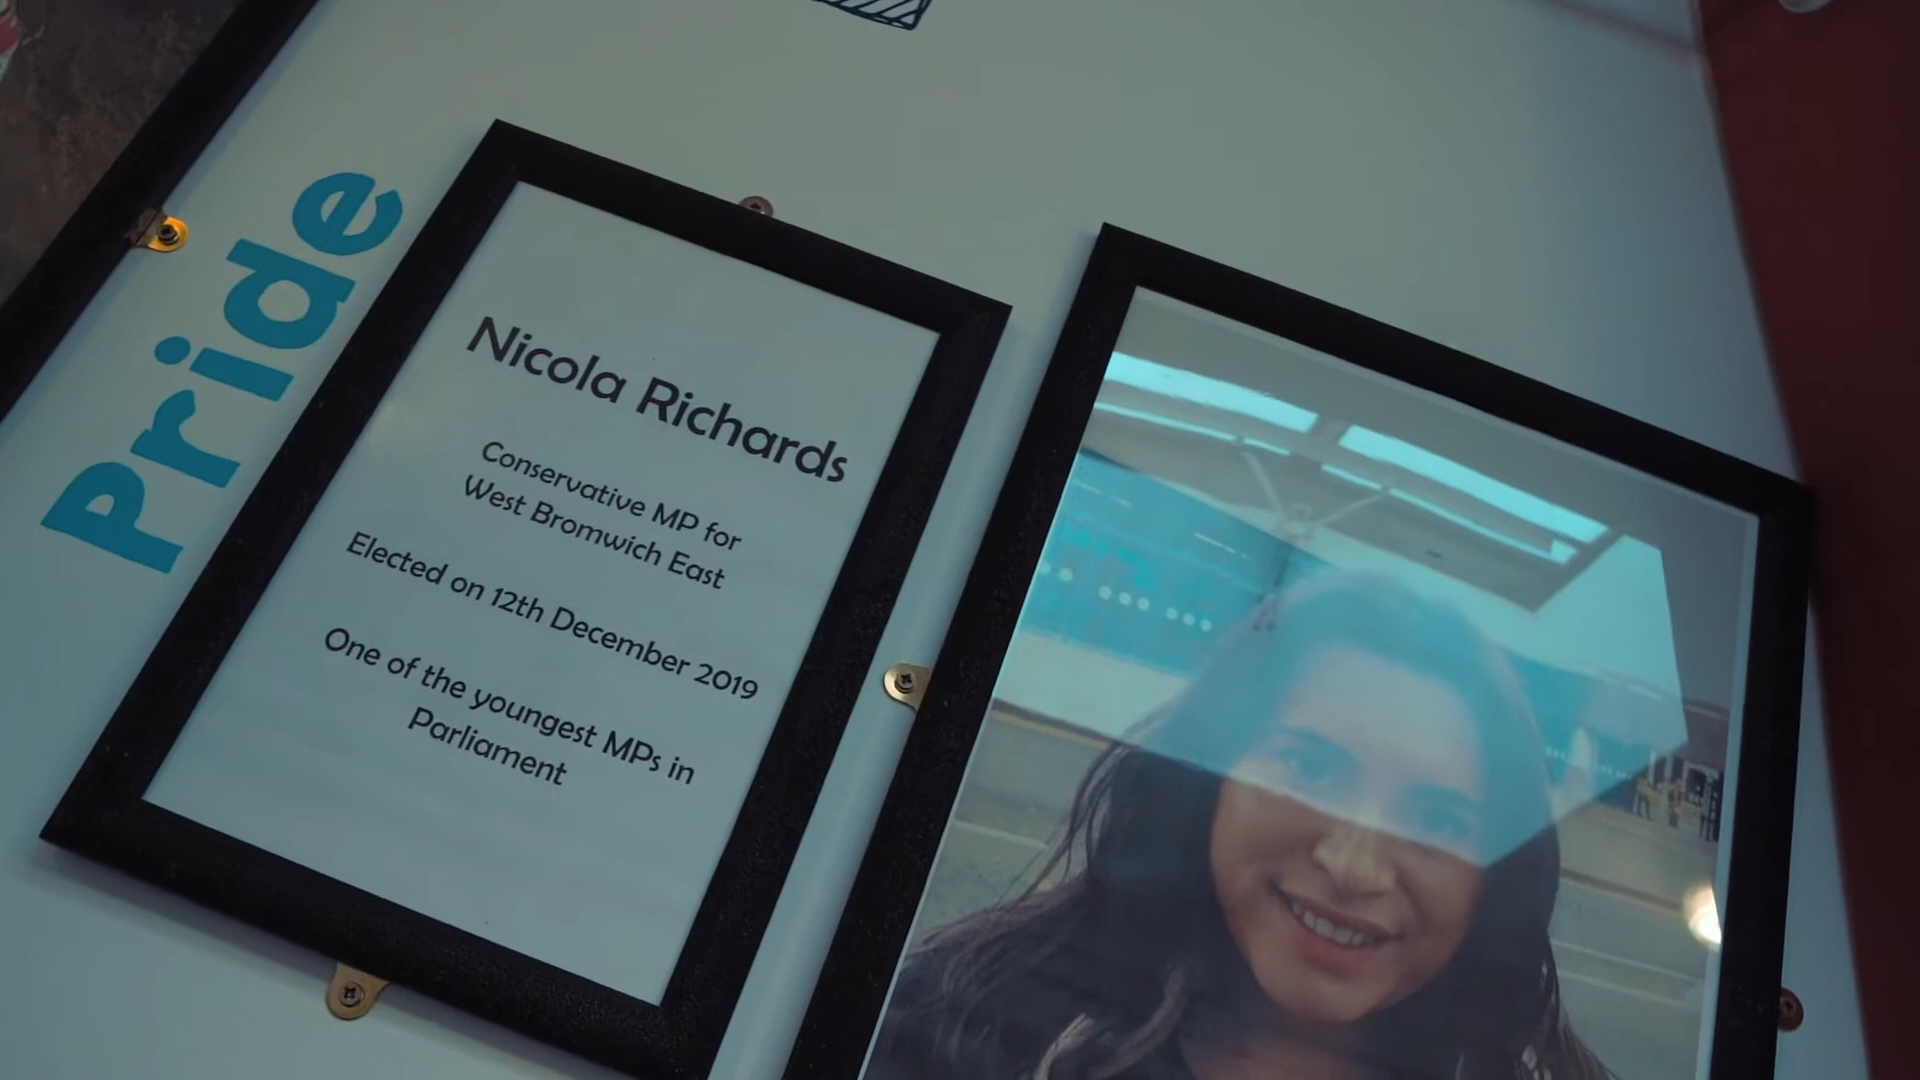 Pride
Nicola Richards
Conservative MP for
West Bromwich East
Elected on 12th December 2019
One of the youngest MPs in
Parliament